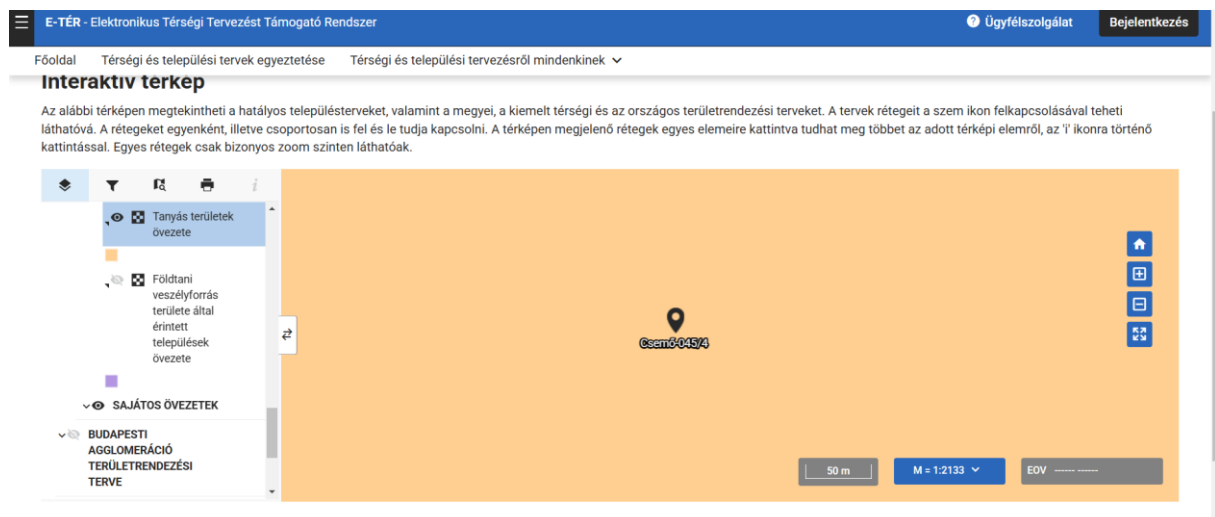 E-TÉR - Elektronikus Térségi Tervezést Támogató Rendszer
Ügyfélszolgálat
Bejelentkezés
Főoldal
Térségi és települési tervek egyeztetése
Térségi és települési tervezésről mindenkinek
Interaktív térkép
Az alábbi térképen megtekintheti a hatályos településterveket, valamint a megyei, a kiemelt térségi és az országos területrendezési terveket. A tervek rétegeit a szem ikon felkapcsolásával teheti
láthatóvá. A rétegeket egyenként, illetve csoportosan is fel és le tudja kapcsolni. A térképen megjelenő rétegek egyes elemeire kattintva tudhat meg többet az adott térképi elemről, az 'i' ikonra történő
kattintással. Egyes rétegek csak bizonyos zoom szinten láthatóak.
i
Tanyás területek
övezete
Földtani
veszélyforrás
területe által
érintett
települések
övezete
SAJÁTOS ÖVEZETEK
BUDAPESTI
AGGLOMERÁCIÓ
TERÜLETRENDEZÉSI
TERVE
Csemő-045/4
50 m
M = 1:2133
EOV ------ ------